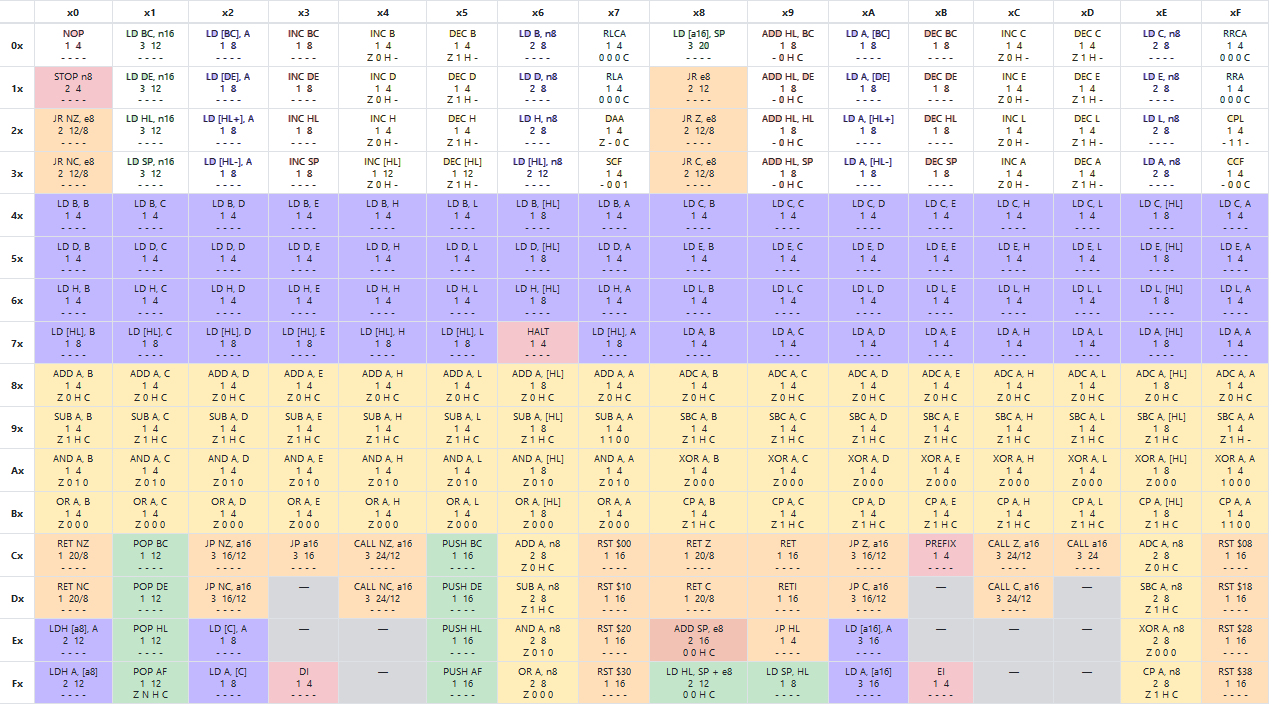 x0 x1 x2 x3 x4 x5 x6 x7 x8 x9 xA xB xC xD xE xF
NOP LD BC, n16 LD [BC], A INC BC INC B DEC B LD B, n8 RLCA LD [a16], SP ADD HL, BC LD A, [BC] DEC BC INC C DEC C LD C, n8 RRCA
0x 1 4 3 12 1 8 1 8 1 4 1 4 2 8 1 4 3 20 1 8 1 8 1 8 1 4 1 4 2 8 1 4
- - - - - - - - - - - - - - - - Z 0 H - Z 1 H - - - - - 0 0 0 C - - - - - 0 H C - - - - - - - - Z 0 H - Z 1 H - - - - - 0 0 0 C
STOP n8 LD DE, n16 LD [DE], A INC DE INC D DEC D LD D, n8 RLA JR e8 ADD HL, DE LD A, [DE] DEC DE INC E DEC E LD E, n8 RRA
1x 2 4 3 12 1 8 1 8 1 4 1 4 2 8 1 4 2 12 1 8 1 8 1 8 1 4 1 4 2 8 1 4
- - - - - - - - - - - - - - - - Z 0 H - Z 1 H - - - - - 0 0 0 C - - - - - 0 H C - - - - - - - - Z 0 H - Z 1 H - - - - - 0 0 0 C
JR NZ, e8 LD HL, n16 LD [HL+], A INC HL INC H DEC H LD H, n8 DAA JR Z, e8 ADD HL, HL LD A, [HL+] DEC HL INC L DEC L LD L, n8 CPL
2x 2 12/8 3 12 1 8 1 8 1 4 1 4 2 8 1 4 2 12/8 1 8 1 8 1 8 1 4 1 4 2 8 1 4
- - - - - - - - - - - - - - - - Z 0 H - Z 1 H - - - - - Z - 0 C - - - - - 0 H C - - - - - - - - Z 0 H - Z 1 H - - - - - - 1 1 -
JR NC, e8 LD SP, n16 LD [HL-], A INC SP INC [HL] DEC [HL] LD [HL], n8 SCF JR C, e8 ADD HL, SP LD A, [HL-] DEC SP INC A DEC A LD A, n8 CCF
3x 2 12/8 3 12 1 8 1 8 1 12 1 12 2 12 1 4 2 12/8 1 8 1 8 1 8 1 4 1 4 2 8 1 4
- - - - - - - - - - - - - - - - Z 0 H - Z 1 H - - - - - - 0 0 1 - - - - - 0 H C - - - - - - - - Z 0 H - Z 1 H - - - - - - 0 0 C
LD B, B LD B, C LD B, D LD B, E LD B, H LD B, L LD B, [HL] LD B, A LD C, B LD C, C LD C, D LD C, E LD C, H LD C, L LD C, [HL] LD C, A
4x 1 4 1 4 1 4 1 4 1 4 1 4 1 8 1 4 1 4 1 4 1 4 1 4 1 4 1 4 1 8 1 4
- - - - - - - - - - - - - - - - - - - - - - - - - - - - - - - - - - - - - - - - - - - - - - - - - - - - - - - - - - - - - - - -
LD D, B LD D, C LD D, D LD D, E LD D, H LD D, L LD D, [HL] LD D, A LD E, B LD E, C LD E, D LD E, E LD E, H LD E, L LD E, [HL] LD E, A
5x 1 4 1 4 1 4 1 4 1 4 1 4 1 8 1 4 1 4 1 4 1 4 1 4 1 4 1 4 1 8 1 4
- - - - - - - - - - - - - - - - - - - - - - - - - - - - - - - - - - - - - - - - - - - - - - - - - - - - - - - - - - - - - - - -
LD H, B LD H, C LD H, D LD H, E LD H, H LD H, L LD H, [HL] LD H, A LD L, B LD L, C LD L, D LD L, E LD L, H LD L, L LD L, [HL] LD L, A
6x 1 4 1 4 1 4 1 4 1 4 1 4 1 8 1 4 1 4 1 4 1 4 1 4 1 4 1 4 1 8 1 4
- - - - - - - - - - - - - - - - - - - - - - - - - - - - - - - - - - - - - - - - - - - - - - - - - - - - - - - - - - - - - - - -
LD [HL], B LD [HL], C LD [HL], D LD [HL], E LD [HL], H LD [HL], L HALT LD [HL], A LD A, B LD A, C LD A, D LD A, E LD A, H LD A, L LD A, [HL] LD A, A
7x 1 8 1 8 1 8 1 8 1 8 1 8 1 4 1 8 1 4 1 4 1 4 1 4 1 4 1 4 1 8 1 4
- - - - - - - - - - - - - - - - - - - - - - - - - - - - - - - - - - - - - - - - - - - - - - - - - - - - - - - - - - - - - - - -
ADD A, B ADD A, C ADD A, D ADD A, E ADD A, H ADD A, L ADD A, [HL] ADD A, A ADC A, B ADC A, C ADC A, D ADC A, E ADC A, H ADC A, L ADC A, [HL] ADC A, A
8x 1 4 1 4 1 4 1 4 1 4 1 4 1 8 1 4 1 4 1 4 1 4 1 4 1 4 1 4 1 8 1 4
Z 0 H C Z 0 H C Z 0 H C Z 0 H C Z 0 H C Z 0 H C Z 0 H C Z 0 H C Z 0 H C Z 0 H C Z 0 H C Z 0 H C Z 0 H C Z 0 H C Z 0 H C Z 0 H C
SUB A, B SUB A, C SUB A, D SUB A, E SUB A, H SUB A, L SUB A, [HL] SUB A, A SBC A, B SBC A, C SBC A, D SBC A, E SBC A, H SBC A, L SBC A, [HL] SBC A, A
9x 1 4 1 4 1 4 1 4 1 4 1 4 1 8 1 4 1 4 1 4 1 4 1 4 1 4 1 4 1 8 1 4
Z 1 H C Z 1 H C Z 1 H C Z 1 H C Z 1 H C Z 1 H C Z 1 H C 1 1 0 0 Z 1 H C Z 1 H C Z 1 H C Z 1 H C Z 1 H C Z 1 H C Z 1 H C Z 1 H -
AND A, B AND A, C AND A, D AND A, E AND A, H AND A, L AND A, [HL] AND A, A XOR A, B XOR A, C XOR A, D XOR A, E XOR A, H XOR A, L XOR A, [HL] XOR A, A
Ax 1 4 1 4 1 4 1 4 1 4 1 4 1 8 1 4 1 4 1 4 1 4 1 4 1 4 1 4 1 8 1 4
Z 0 1 0 Z 0 1 0 Z 0 1 0 Z 0 1 0 Z 0 1 0 Z 0 1 0 Z 0 1 0 Z 0 1 0 Z 0 0 0 Z 0 0 0 Z 0 0 0 Z 0 0 0 Z 0 0 0 Z 0 0 0 Z 0 0 0 1 0 0 0
OR A, B OR A, C OR A, D OR A, E OR A, H OR A, L OR A, [HL] OR A, A CP A, B CP A, C CP A, D CP A, E CP A, H CP A, L CP A, [HL] CP A, A
Bx 1 4 1 4 1 4 1 4 1 4 1 4 1 8 1 4 1 4 1 4 1 4 1 4 1 4 1 4 1 8 1 4
Z 0 0 0 Z 0 0 0 Z 0 0 0 Z 0 0 0 Z 0 0 0 Z 0 0 0 Z 0 0 0 Z 0 0 0 Z 1 H C Z 1 H C Z 1 H C Z 1 H C Z 1 H C Z 1 H C Z 1 H C 1 1 0 0
RET NZ POP BC JP NZ, a16 JP a16 CALL NZ, a16 PUSH BC ADD A, n8 RST $00 RET Z RET JP Z, a16 PREFIX CALL Z, a16 CALL a16 ADC A, n8 RST $08
Cx 1 20/8 1 12 3 16/12 3 16 3 24/12 1 16 2 8 1 16 1 20/8 1 16 3 16/12 1 4 3 24/12 3 24 2 8 1 16
- - - - - - - - - - - - - - - - - - - - - - - - Z 0 H C - - - - - - - - - - - - - - - - - - - - - - - - - - - - Z 0 H C - - - -
RET NC POP DE JP NC, a16 — CALL NC, a16 PUSH DE SUB A, n8 RST $10 RET C RETI JP C, a16 — CALL C, a16 — SBC A, n8 RST $18
Dx 1 20/8 1 12 3 16/12 3 24/12 1 16 2 8 1 16 1 20/8 1 16 3 16/12 3 24/12 2 8 1 16
- - - - - - - - - - - - - - - - - - - - Z 1 H C - - - - - - - - - - - - - - - - - - - - Z 1 H C - - - -
LDH [a8], A POP HL LD [C], A — — PUSH HL AND A, n8 RST $20 ADD SP, e8 JP HL LD [a16], A — — — XOR A, n8 RST $28
Ex 2 12 1 12 1 8 1 16 2 8 1 16 2 16 1 4 3 16 2 8 1 16
- - - - - - - - - - - - - - - - Z 0 1 0 - - - - 0 0 H C - - - - - - - - Z 0 0 0 - - - -
LDH A, [a8] POP AF LD A, [C] DI — PUSH AF OR A, n8 RST $30 LD HL, SP + e8 LD SP, HL LD A, [a16] EI — — CP A, n8 RST $38
Fx 2 12 1 12 1 8 1 4 1 16 2 8 1 16 2 12 1 8 3 16 1 4 2 8 1 16
- - - - Z N H C - - - - - - - - - - - - Z 0 0 0 - - - - 0 0 H C - - - - - - - - - - - - Z 1 H C - - - -